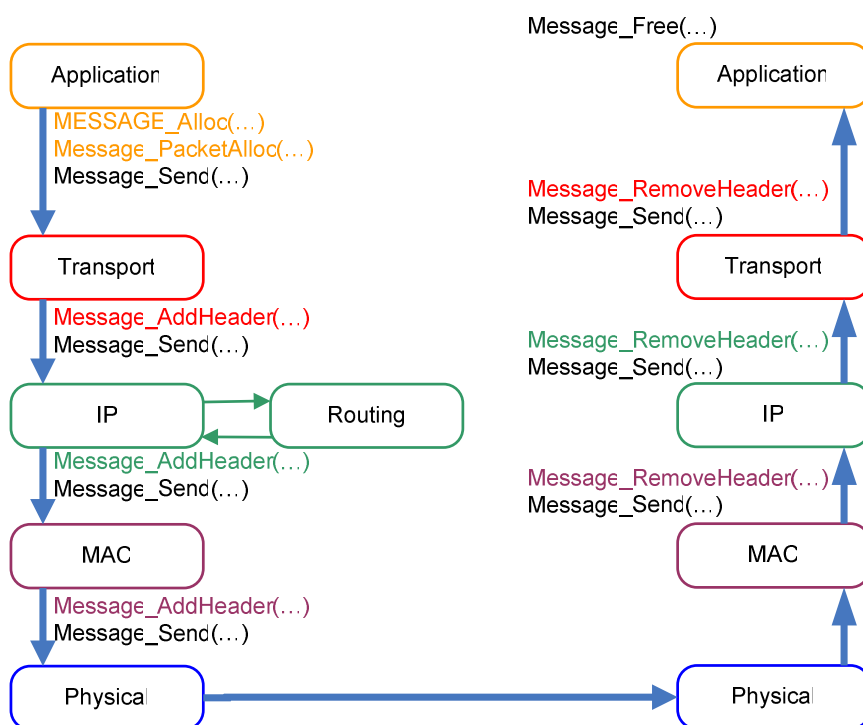 Message_Free(...)
Application
Application
MESSAGE_Alloc(...)
Message_PacketAlloc(...)
Message_Send(...)
Message_RemoveHeader(...)
Message_Send(...)
Transport
Transport
Message_AddHeader(...)
Message_Send(...)
Message_RemoveHeader(...)
Message_Send(...)
IP
Routing
IP
Message_AddHeader(...)
Message_Send(...)
Message_RemoveHeader(...)
Message_Send(...)
MAC
MAC
Message_AddHeader(...)
Message_Send(...)
Physical
Physical